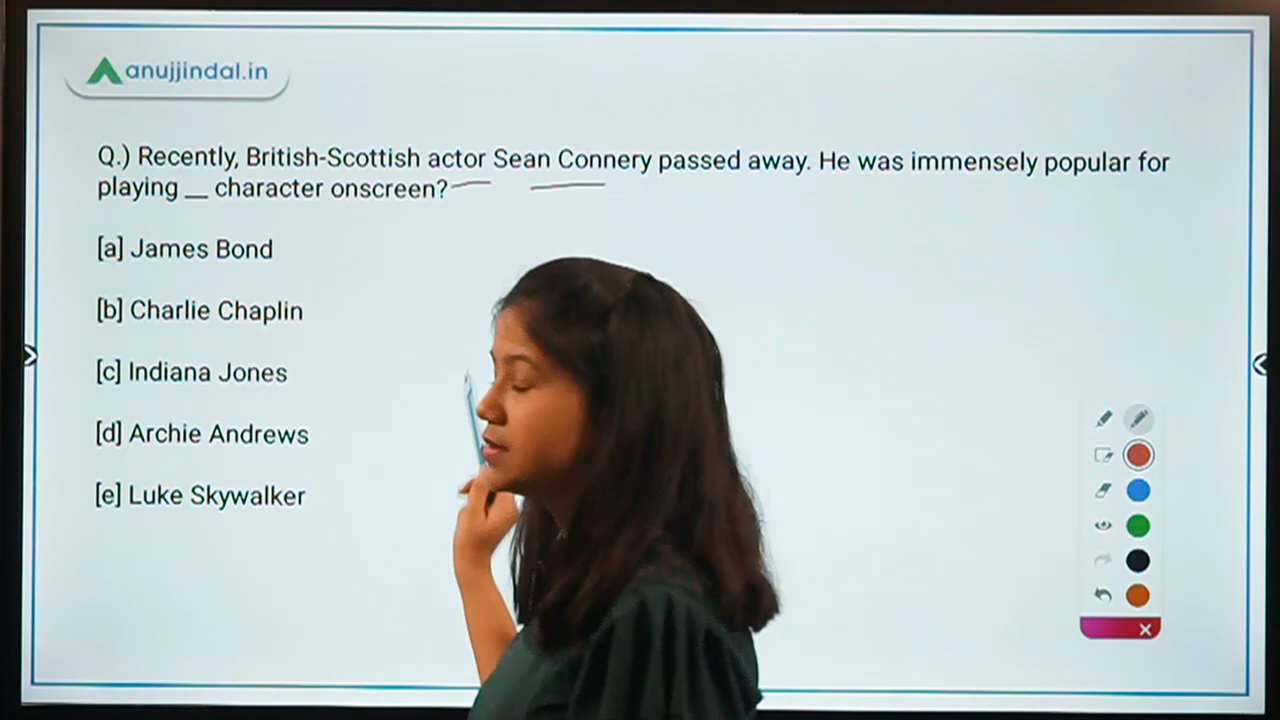 anujjindal.in
Q.) Recently, British-Scottish actor Sean Connery passed away. He was immensely popular for
playing __ character onscreen?
[a] James Bond
[b] Charlie Chaplin
[c] Indiana Jones
[d] Archie Andrews
[e] Luke Skywalker